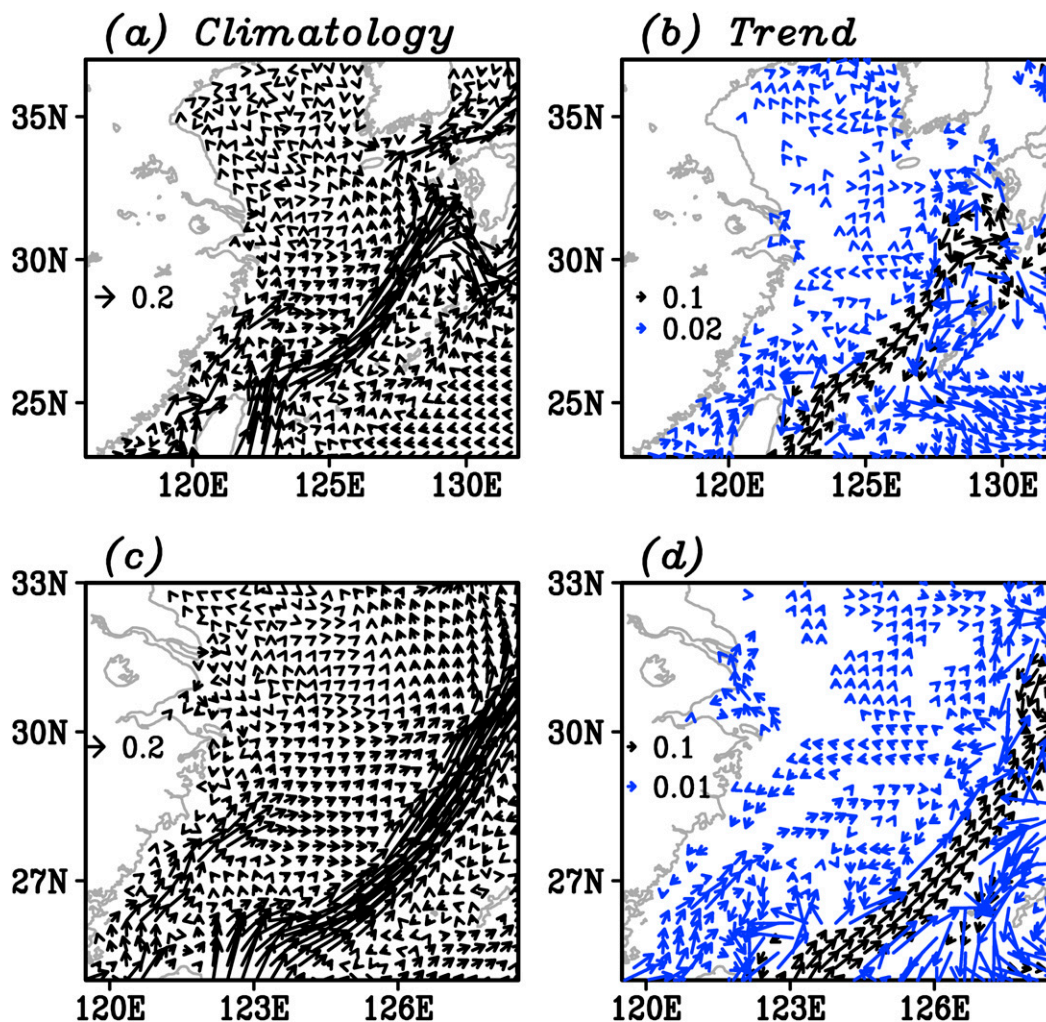 (a) Climatology
35N
30N
25N
0.2
120E 125E 130E
(b) Trend
35N
30N
25N
0.1
0.02
120E 125E 130E
(c)
33N
30N
27N
0.2
120E 123E 126E
(d)
33N
30N
27N
0.1
0.01
120E 123E 126E